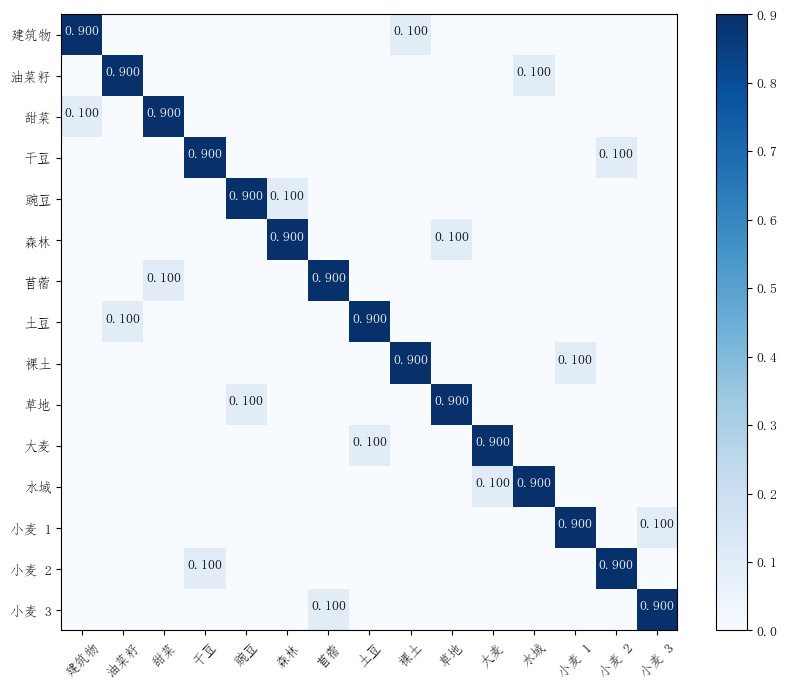 建筑物 0.900 0.100
油菜籽 0.900 0.100
甜菜 0.100 0.900
干豆 0.900 0.100
豌豆 0.900 0.100
森林 0.900 0.100
苜蓿 0.100 0.900
土豆 0.100 0.900
裸土 0.900 0.100
草地 0.100 0.900
大麦 0.100 0.900
水域 0.100 0.900
小麦 1 0.900 0.100
小麦 2 0.100 0.900
小麦 3 0.100 0.900
建筑物 油菜籽 甜菜 干豆 豌豆 森林 苜蓿 土豆 裸土 草地 大麦 水域 小麦 1 小麦 2 小麦 3
0.9
0.8
0.7
0.6
0.5
0.4
0.3
0.2
0.1
0.0